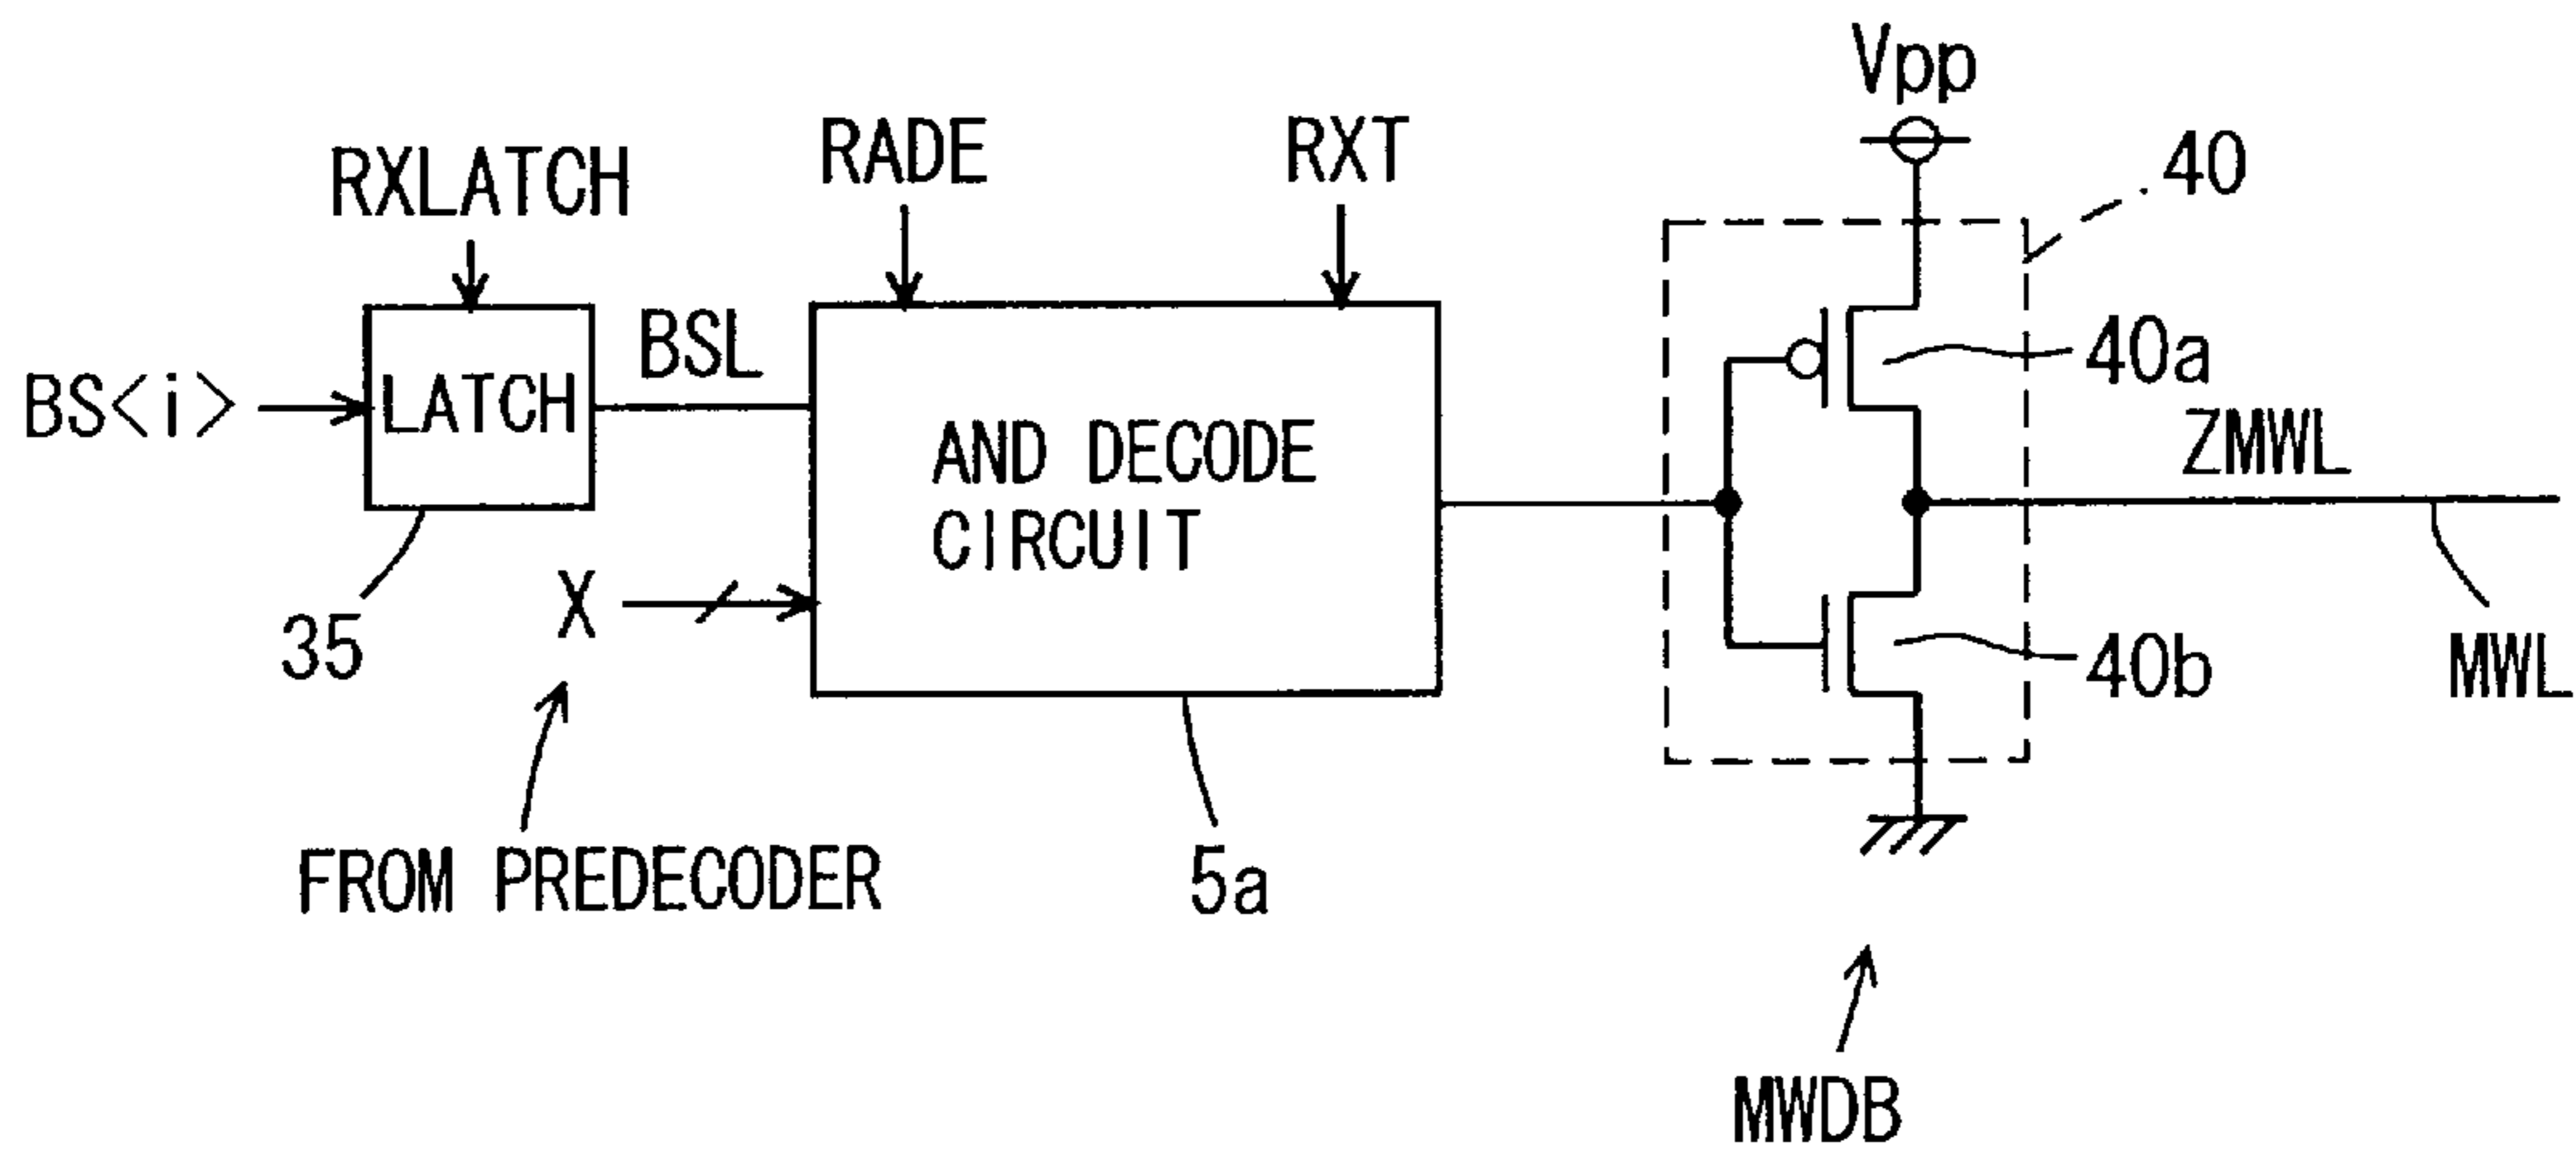 Vpp
RADE
RXT
RXLATCH
40
BS<i>
LATCH
BSL
40a
AND DECODE
CIRCUIT
ZMWL
X
35
40b
MWL
FROM PREDECODER
5a
MWDB